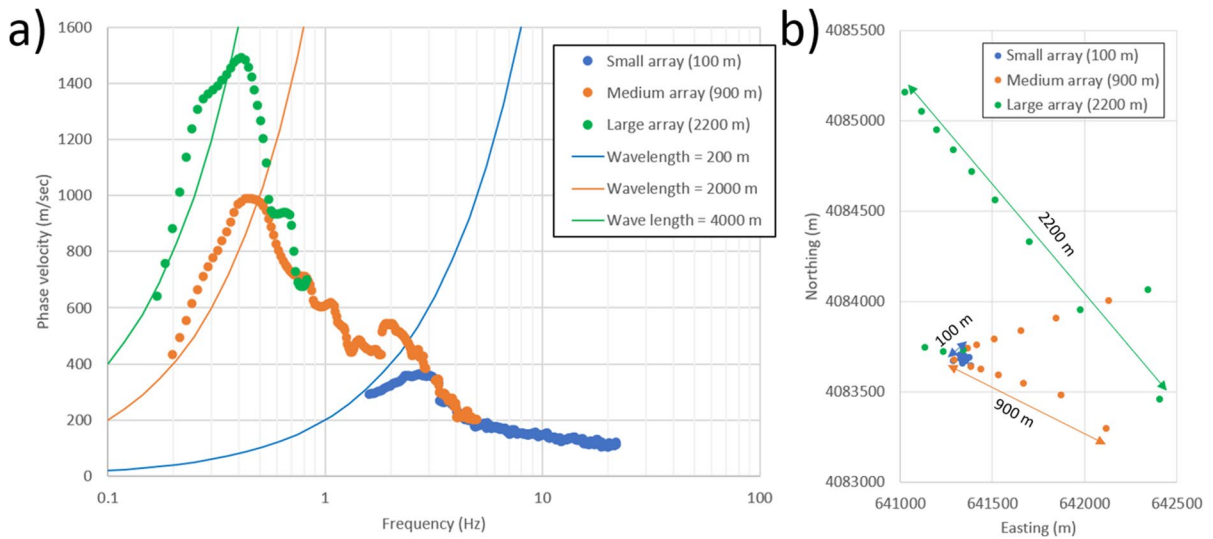 a)
1600
1400
1200
1000
800
600
400
200
0
Phase velocity (m/sec)
0.1
1
10
100
Frequency (Hz)
Small array (100 m)
Medium array (900 m)
Large array (2200 m)
Wavelength = 200 m
Wavelength = 2000 m
Wave length = 4000 m
b)
4085500
4085000
4084500
4084000
4083500
4083000
Northing (m)
641000
641500
642000
642500
Easting (m)
Small array (100 m)
Medium array (900 m)
Large array (2200 m)
2200 m
100 m
900 m